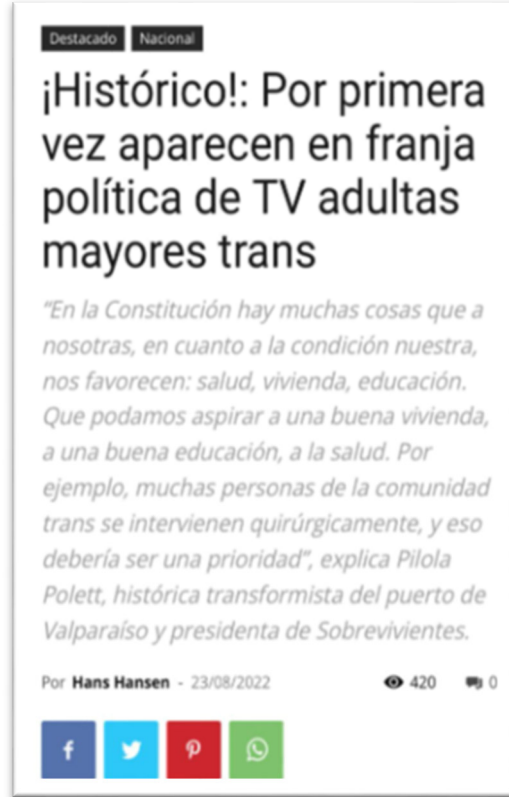 Destacado Nacional
¡Histórico!: Por primera
vez aparecen en franja
política de TV adultas
mayores trans
“En la Constitución hay muchas cosas que a
nosotras, en cuanto a la condición nuestra,
nos favorecen: salud, vivienda, educación.
Que podamos aspirar a una buena vivienda,
a una buena educación, a la salud. Por
ejemplo, muchas personas de la comunidad
trans se intervienen quirúrgicamente, y eso
debería ser una prioridad”, explica Pilola
Polett, histórica transformista del puerto de
Valparaíso y presidenta de Sobrevivientes.
Por Hans Hansen - 23/08/2022 420 0